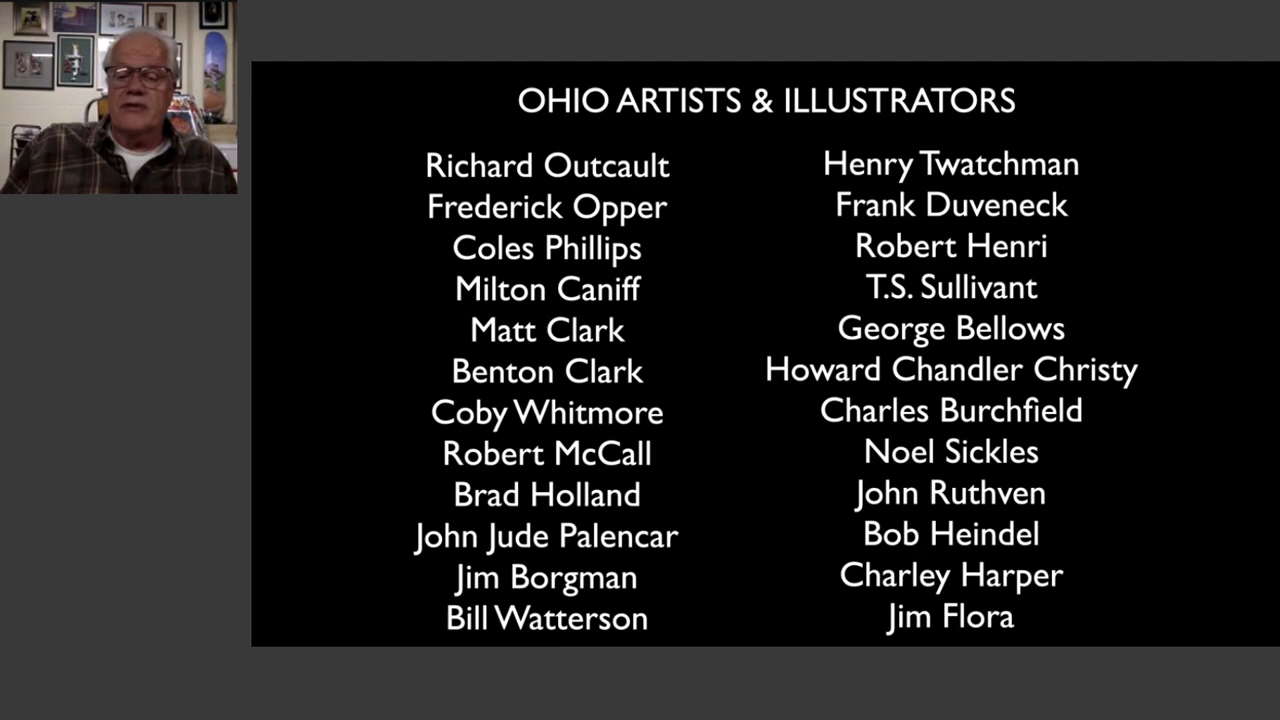 OHIO ARTISTS & ILLUSTRATORS
Richard Outcault
Frederick Opper
Coles Phillips
Milton Caniff
Matt Clark
Benton Clark
Coby Whitmore
Robert McCall
Brad Holland
John Jude Palencar
Jim Borgman
Bill Watterson
Henry Twatchman
Frank Duveneck
Robert Henri
T.S. Sullivant
George Bellows
Howard Chandler Christy
Charles Burchfield
Noel Sickles
John Ruthven
Bob Heindel
Charley Harper
Jim Flora